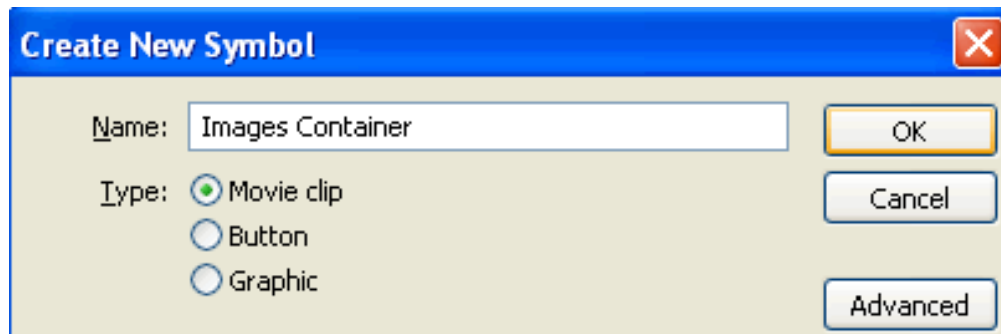 Create New Symbol
Name: Images Container
OK
Type: Movie clip
Cancel
Button
Graphic
Advanced